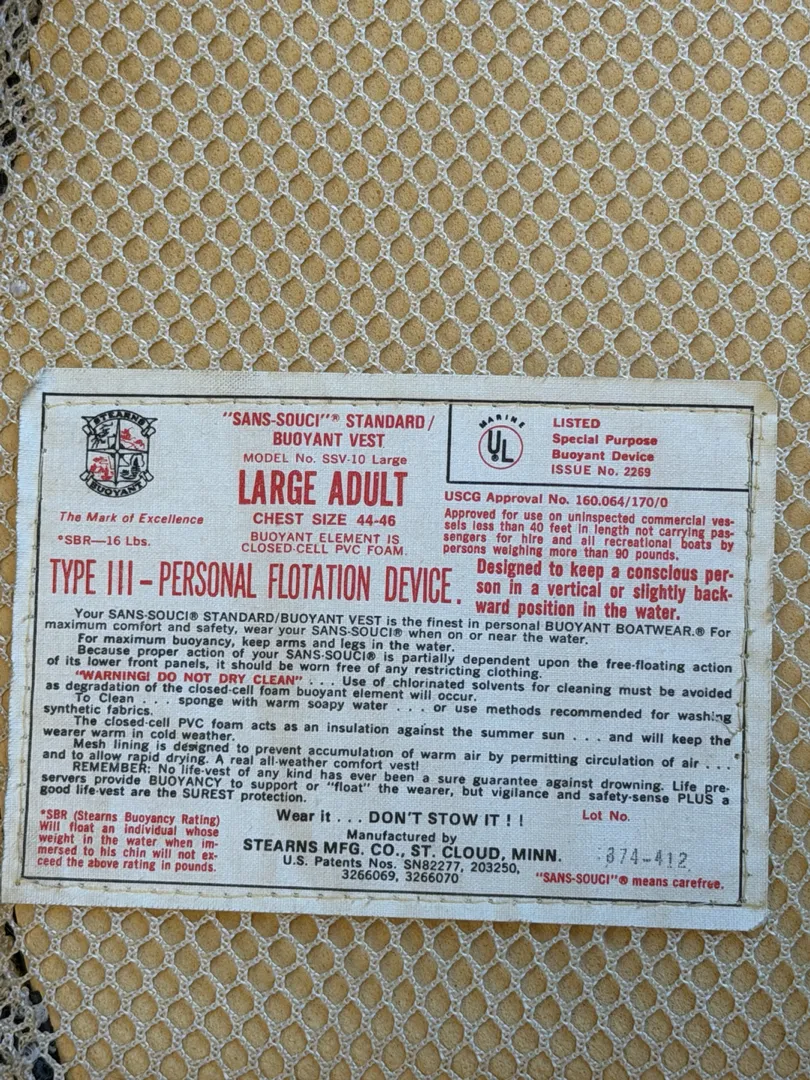 STEARNS
BUOYANT
The Mark of Excellence
*SBR—16 Lbs.
"SANS-SOUCI"® STANDARD/
BUOYANT VEST
MODEL No. SSV-10 Large
LARGE ADULT
CHEST SIZE 44-46
BUOYANT ELEMENT IS
CLOSED-CELL PVC FOAM.
MARINE
UL
LISTED
Special Purpose
Buoyant Device
ISSUE No. 2269
USCG Approval No. 160.064/170/0
Approved for use on uninspected commercial ves-
sels less than 40 feet in length not carrying pas-
sengers for hire and all recreational boats by
persons weighing more than 90 pounds.
TYPE III – PERSONAL FLOTATION DEVICE.
Designed to keep a conscious per-
son in a vertical or slightly back-
ward position in the water.
Your SANS-SOUCI® STANDARD/BUOYANT VEST is the finest in personal BUOYANT BOATWEAR.® For
maximum comfort and safety, wear your SANS-SOUCI® when on or near the water.
For maximum buoyancy, keep arms and legs in the water.
Because proper action of your SANS-SOUCI® is partially dependent upon the free-floating action
of its lower front panels, it should be worn free of any restricting clothing.
"WARNING! DO NOT DRY CLEAN" . . . Use of chlorinated solvents for cleaning must be avoided
as degradation of the closed-cell foam buoyant element will occur.
To Clean . . . sponge with warm soapy water . . . or use methods recommended for washing
synthetic fabrics.
The closed-cell PVC foam acts as an insulation against the summer sun . . . and will keep the
wearer warm in cold weather.
Mesh lining is designed to prevent accumulation of warm air by permitting circulation of air . . .
and to allow rapid drying. A real all-weather comfort vest!
REMEMBER: No life-vest of any kind has ever been a sure guarantee against drowning. Life pre-
servers provide BUOYANCY to support or "float" the wearer, but vigilance and safety-sense PLUS a
good life-vest are the SUREST protection.
*SBR (Stearns Buoyancy Rating)
Will float an individual whose
weight in the water when im-
mersed to his chin will not ex-
ceed the above rating in pounds.
Wear it . . . DON'T STOW IT ! !
Manufactured by
STEARNS MFG. CO., ST. CLOUD, MINN.
U.S. Patents Nos. SN82277, 203250,
3266069, 3266070
Lot No.
374-412
"SANS-SOUCI"® means carefree.